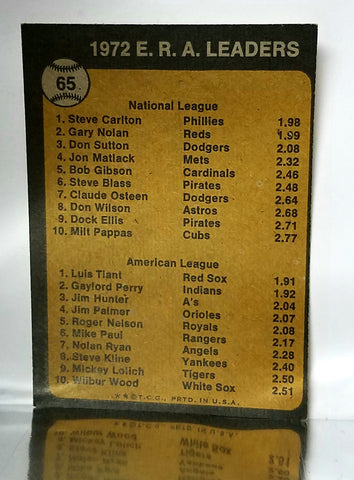 1972 E. R. A. LEADERS
65
National League
1. Steve Carlton Phillies 1.98
2. Gary Nolan Reds 1.99
3. Don Sutton Dodgers 2.08
4. Jon Matlack Mets 2.32
5. Bob Gibson Cardinals 2.46
6. Steve Blass Pirates 2.48
7. Claude Osteen Dodgers 2.64
8. Don Wilson Astros 2.68
9. Dock Ellis Pirates 2.71
10. Milt Pappas Cubs 2.77
American League
1. Luis Tiant Red Sox 1.91
2. Gaylord Perry Indians 1.92
3. Jim Hunter A's 2.04
4. Jim Palmer Orioles 2.07
5. Roger Nelson Royals 2.08
6. Mike Paul Rangers 2.17
7. Nolan Ryan Angels 2.28
8. Steve Kline Yankees 2.40
9. Mickey Lolich Tigers 2.50
10. Wilbur Wood White Sox 2.51
★★©T.C.G., PRTD. IN U.S.A.